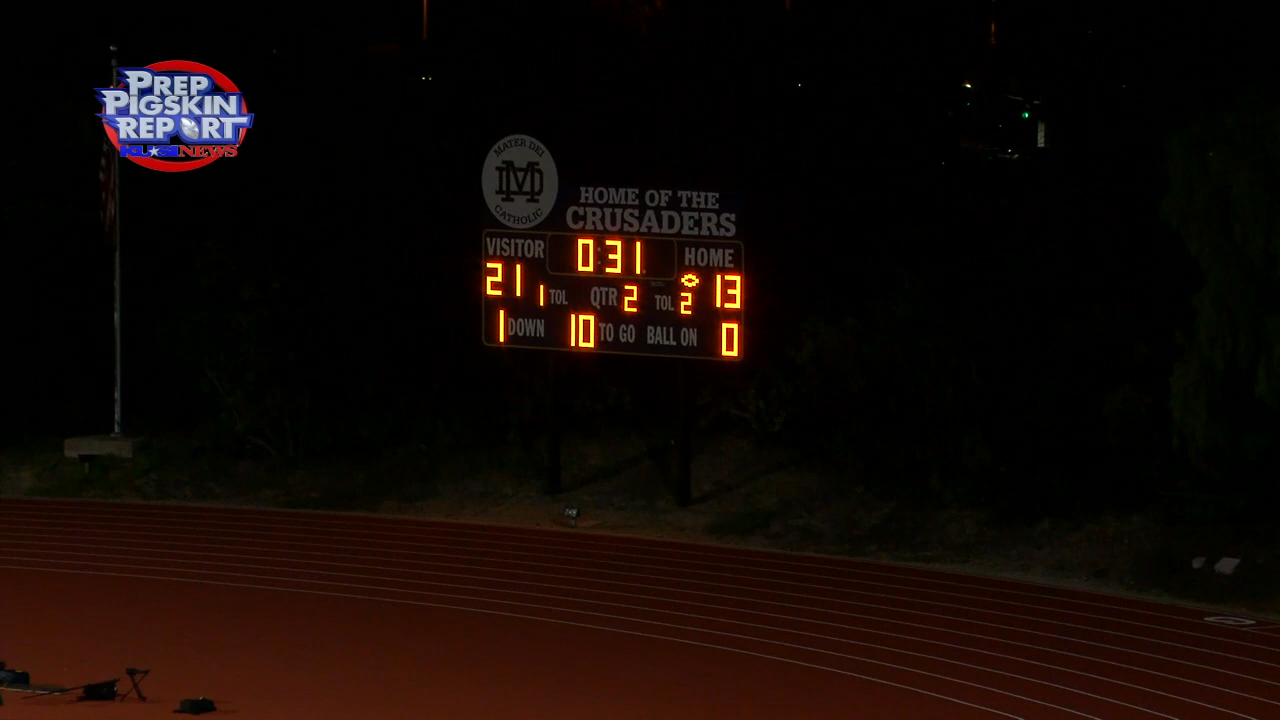 PREP
PIGSKIN
REPORT
KUSI NEWS
MATER DEI
MD
CATHOLIC
HOME OF THE
CRUSADERS
VISITOR 0:31 HOME
21 1 TOL QTR 2 TOL 2 13
1 DOWN 10 TO GO BALL ON 0